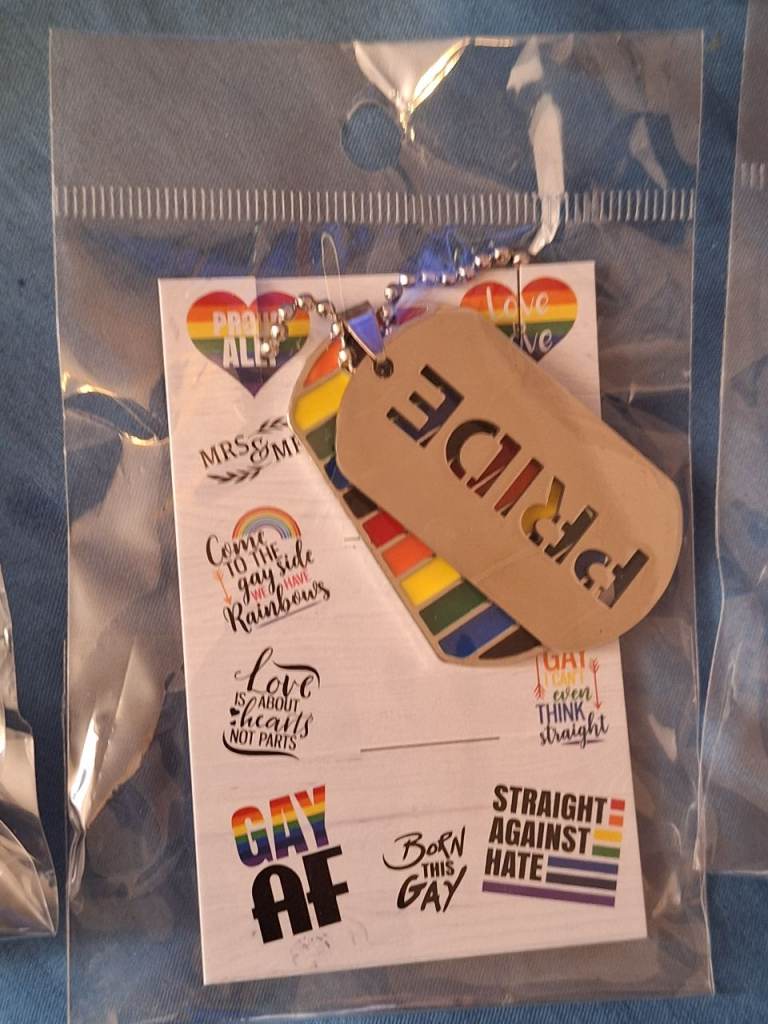 PROUD
ALLY
Love
Love
MRS & M
PRIDE
Come
TO THE
gay side
WE HAVE
Rainbows
Love
IS ABOUT
hearts
NOT PARTS
GAY
I CAN'T
even
THINK
straight
GAY
AF
BORN
THIS
GAY
STRAIGHT
AGAINST
HATE